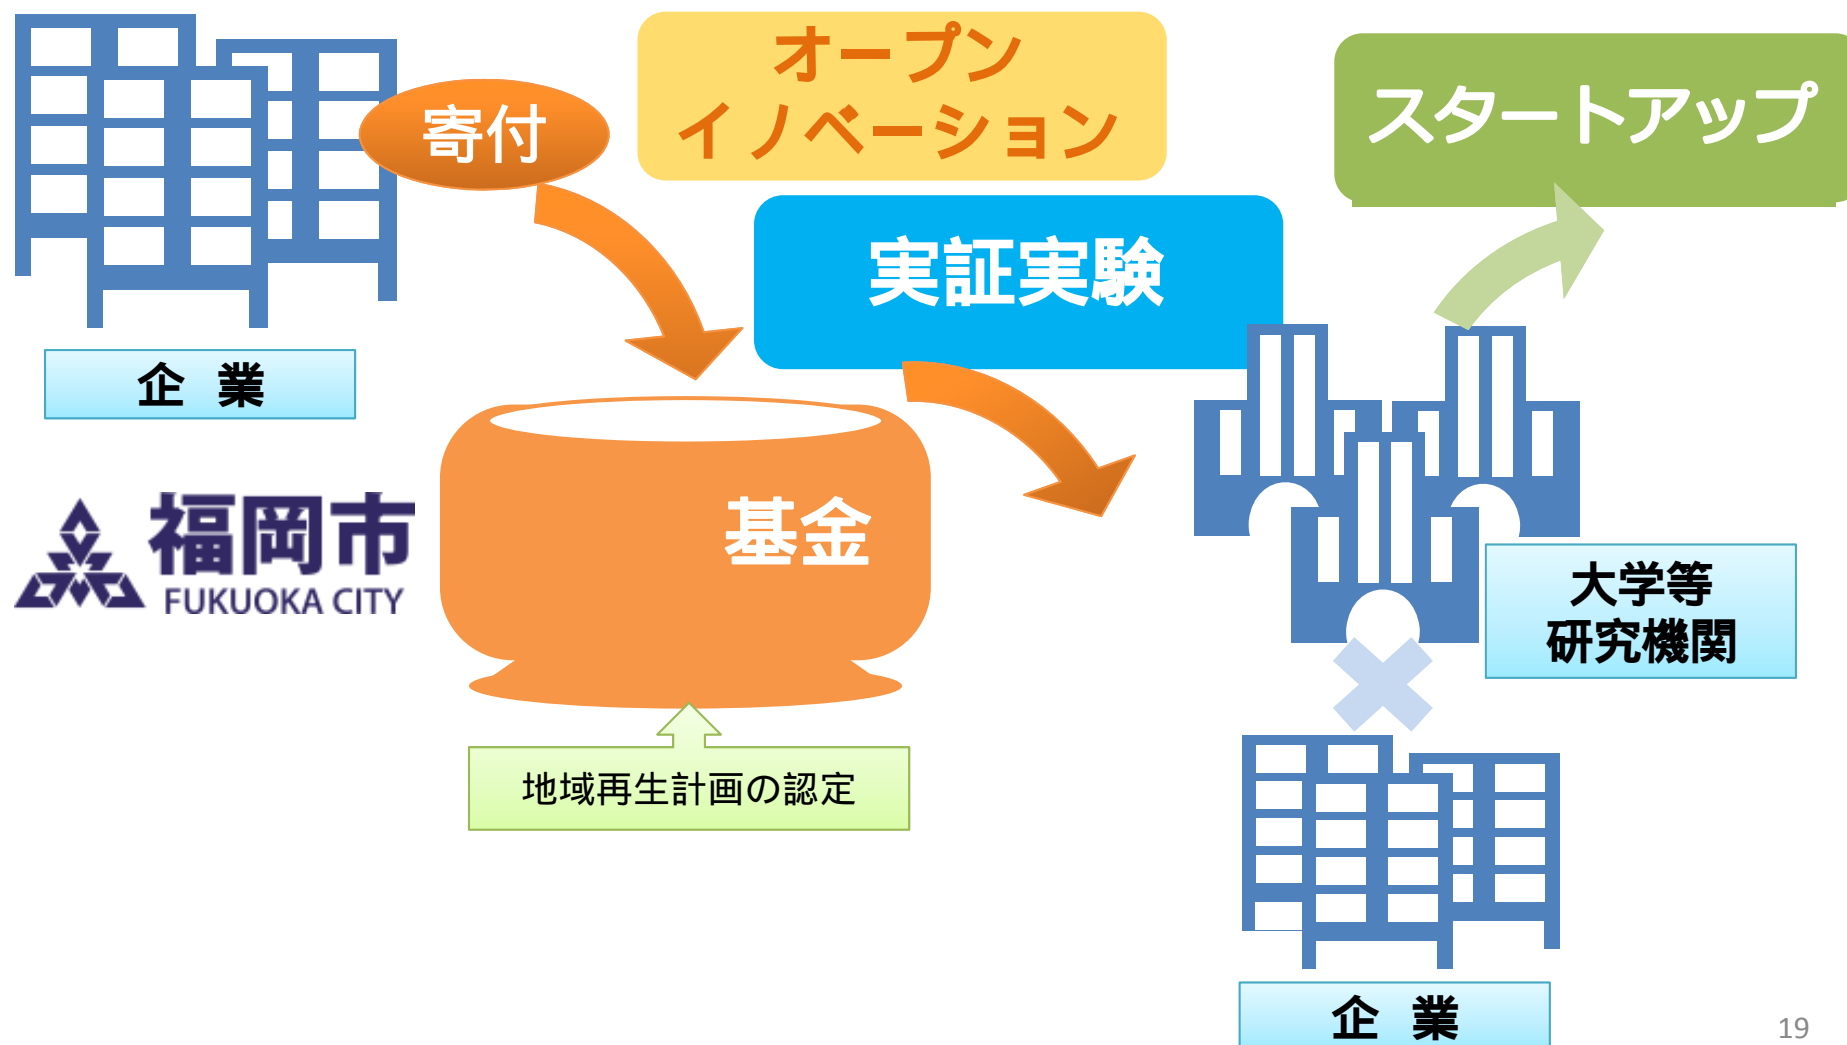 寄付
オープン
イノベーション
スタートアップ
実証実験
企 業
福岡市
FUKUOKA CITY
基金
大学等
研究機関
地域再生計画の認定
企 業
19